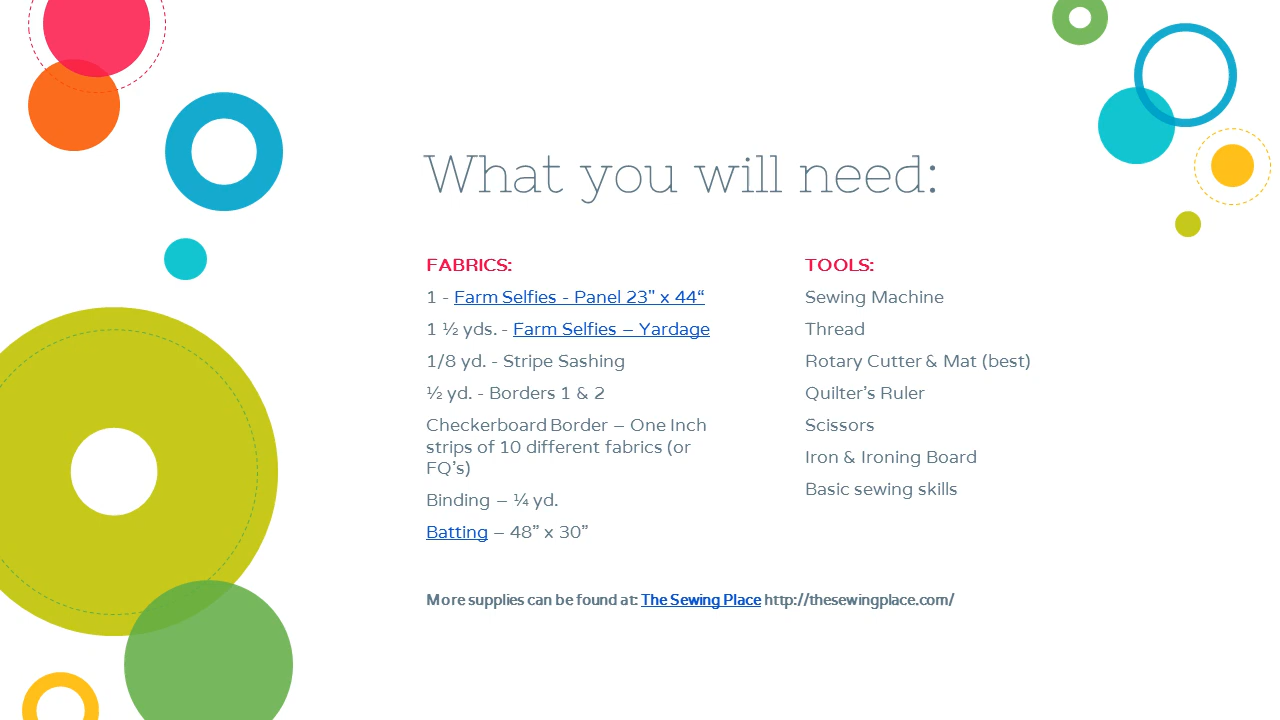 What you will need:
FABRICS:
1 - Farm Selfies - Panel 23" x 44“
1 ½ yds. - Farm Selfies – Yardage
1/8 yd. - Stripe Sashing
½ yd. - Borders 1 & 2
Checkerboard Border – One Inch
strips of 10 different fabrics (or
FQ’s)
Binding – ¼ yd.
Batting – 48” x 30”
TOOLS:
Sewing Machine
Thread
Rotary Cutter & Mat (best)
Quilter’s Ruler
Scissors
Iron & Ironing Board
Basic sewing skills
More supplies can be found at: The Sewing Place http://thesewingplace.com/